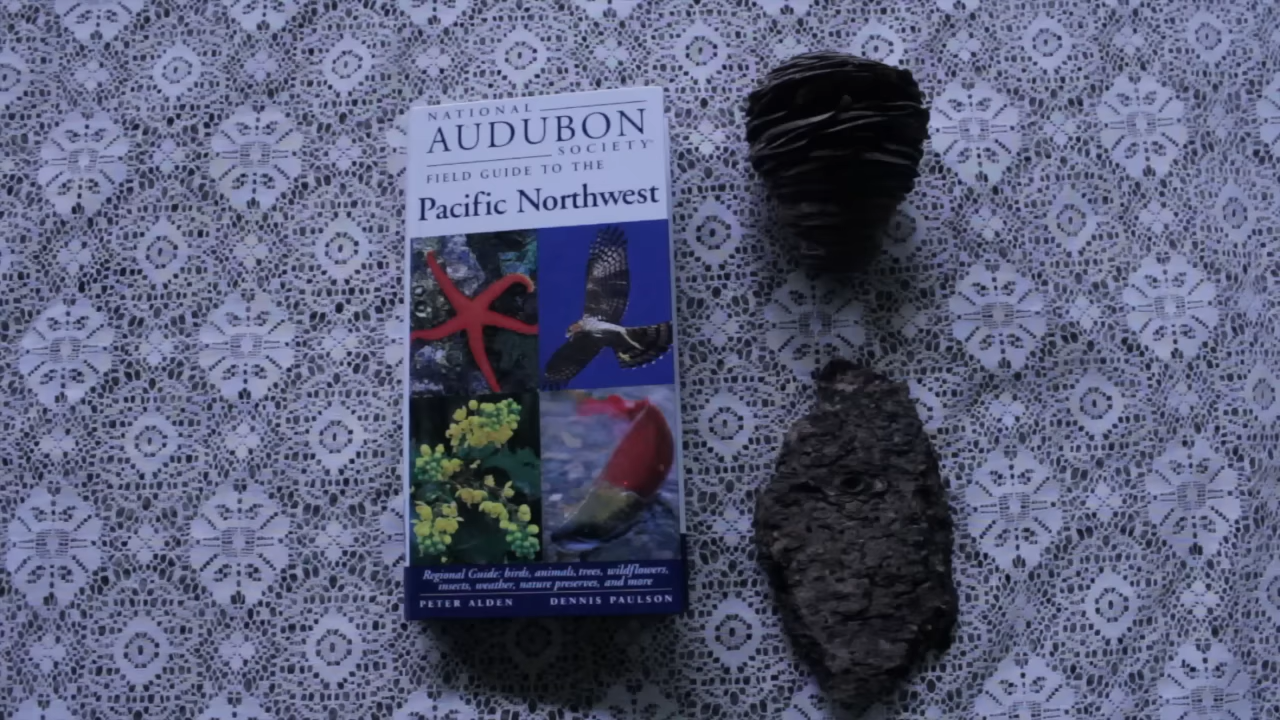 NATIONAL
AUDUBON
SOCIETY
FIELD GUIDE TO THE
Pacific Northwest
Regional Guide: birds, animals, trees, wildflowers,
insects, weather, nature preserves, and more
PETER ALDEN DENNIS PAULSON